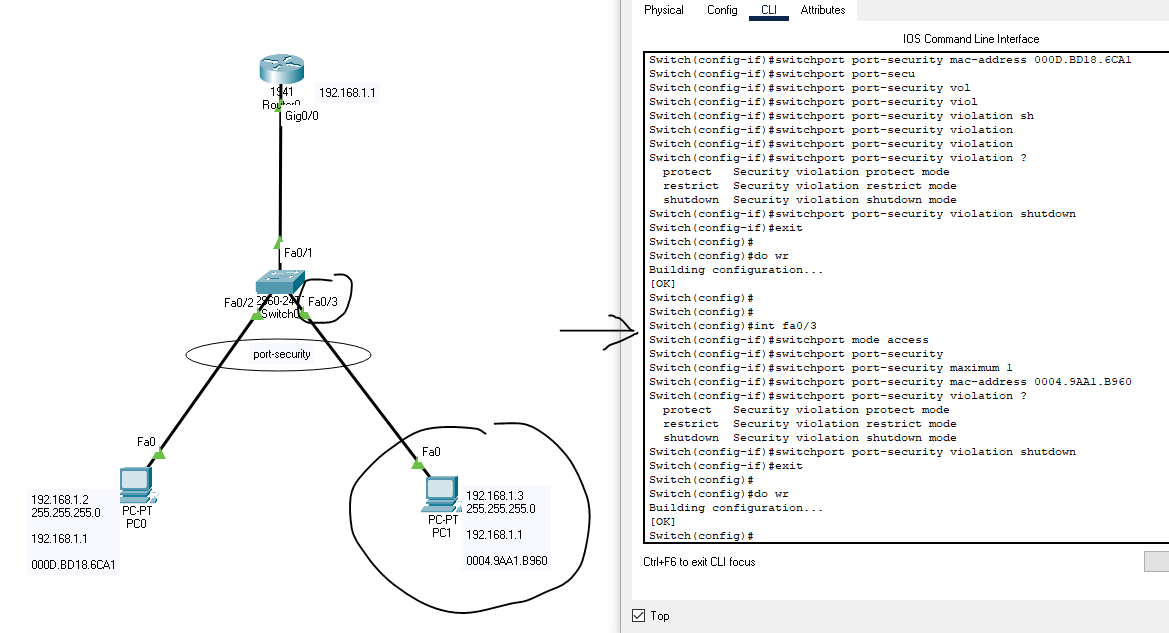 Physical Config CLI Attributes
IOS Command Line Interface
Switch(config-if)#switchport port-security mac-address 000D.BD18.6CA1
Switch(config-if)#switchport port-secu
Switch(config-if)#switchport port-security vol
Switch(config-if)#switchport port-security viol
Switch(config-if)#switchport port-security violation sh
Switch(config-if)#switchport port-security violation
Switch(config-if)#switchport port-security violation
Switch(config-if)#switchport port-security violation ?
protect Security violation protect mode
restrict Security violation restrict mode
shutdown Security violation shutdown mode
Switch(config-if)#switchport port-security violation shutdown
Switch(config-if)#exit
Switch(config)#
Switch(config)#do wr
Building configuration...
[OK]
Switch(config)#
Switch(config)#
Switch(config)#int fa0/3
Switch(config-if)#switchport mode access
Switch(config-if)#switchport port-security
Switch(config-if)#switchport port-security maximum 1
Switch(config-if)#switchport port-security mac-address 0004.9AA1.B960
Switch(config-if)#switchport port-security violation ?
protect Security violation protect mode
restrict Security violation restrict mode
shutdown Security violation shutdown mode
Switch(config-if)#switchport port-security violation shutdown
Switch(config-if)#exit
Switch(config)#
Switch(config)#do wr
Building configuration...
[OK]
Switch(config)#
Ctrl+F6 to exit CLI focus
Top
1941
Router0
192.168.1.1
Gig0/0
Fa0/1
Fa0/2
Fa0/3
Switch0
port-security
Fa0
192.168.1.2
255.255.255.0
192.168.1.1
000D.BD18.6CA1
PC-PT
PC0
Fa0
PC-PT
PC1
192.168.1.3
255.255.255.0
192.168.1.1
0004.9AA1.B960